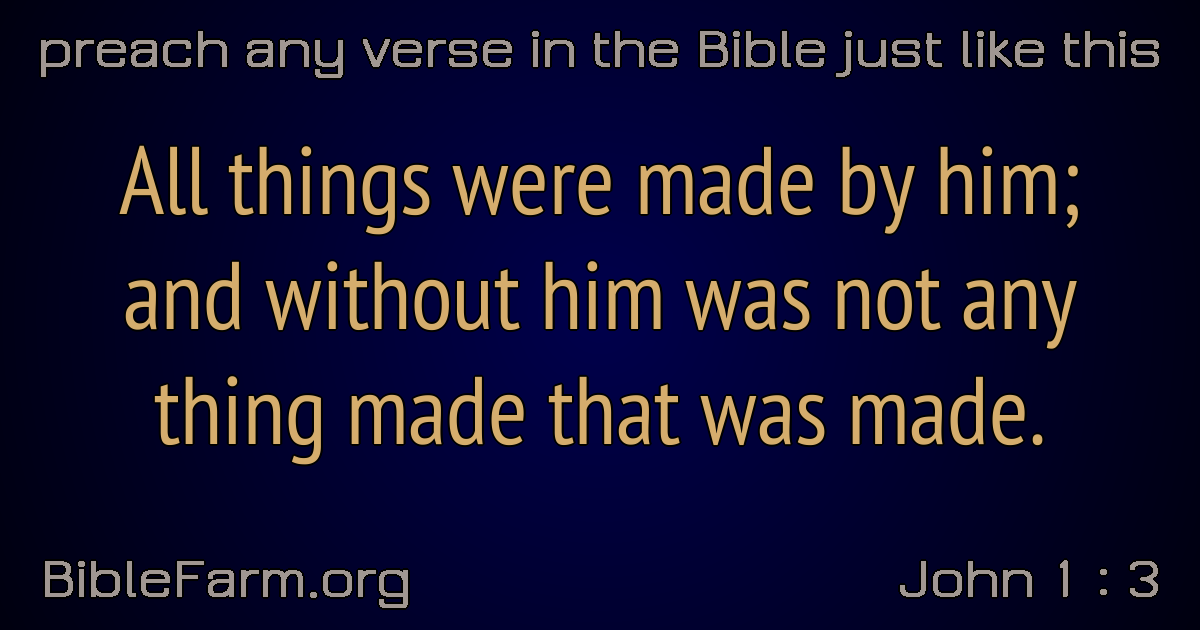 preach any verse in the Bible just like this
All things were made by him;
and without him was not any
thing made that was made.
BibleFarm.org
John 1 : 3